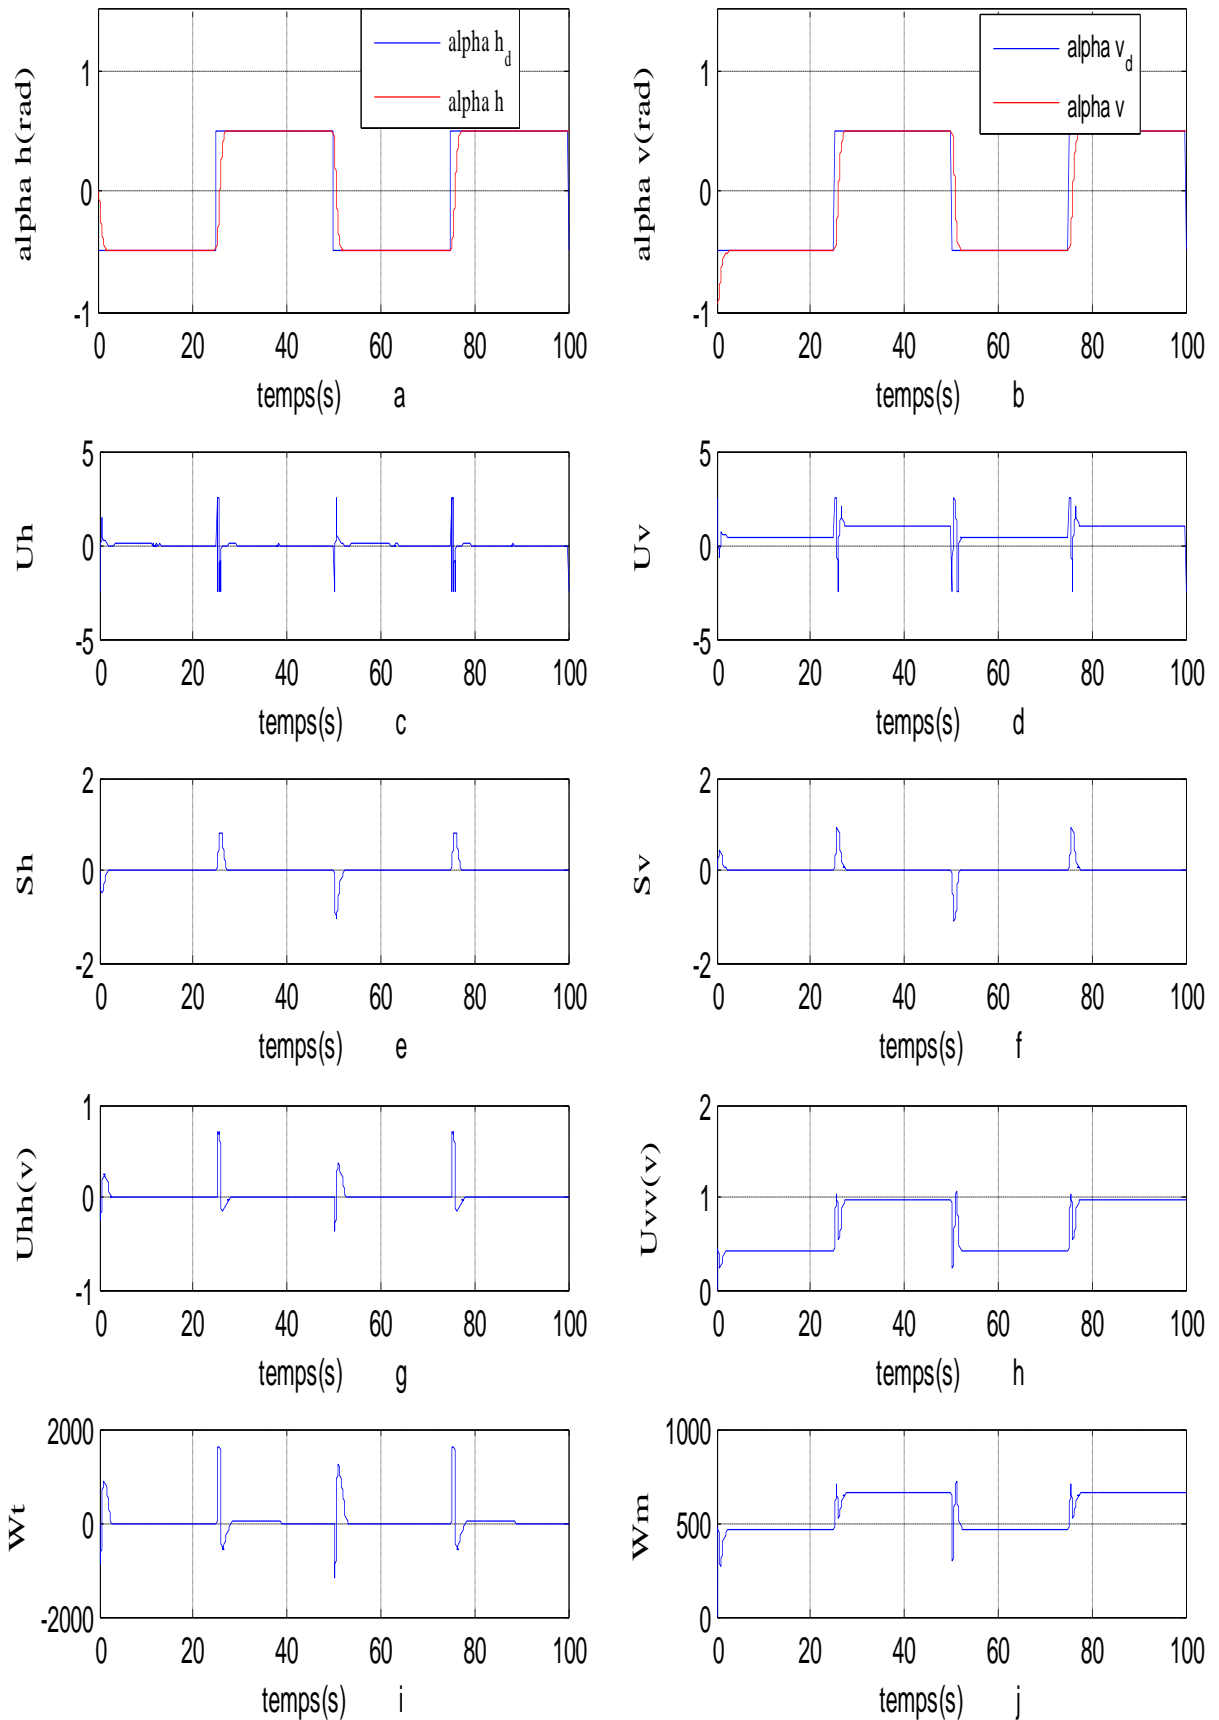 alpha h(rad)
1
0
-1
alpha h_d
alpha h
0 20 40 60 80 100
temps(s) a
alpha v(rad)
1
0
-1
alpha v_d
alpha v
0 20 40 60 80 100
temps(s) b
Uh
5
0
-5
0 20 40 60 80 100
temps(s) c
Uv
5
0
-5
0 20 40 60 80 100
temps(s) d
Sh
2
0
-2
0 20 40 60 80 100
temps(s) e
Sv
2
0
-2
0 20 40 60 80 100
temps(s) f
Uhh(v)
1
0
-1
0 20 40 60 80 100
temps(s) g
Uvv(v)
2
1
0
0 20 40 60 80 100
temps(s) h
Wt
2000
0
-2000
0 20 40 60 80 100
temps(s) i
Wm
1000
500
0
0 20 40 60 80 100
temps(s) j